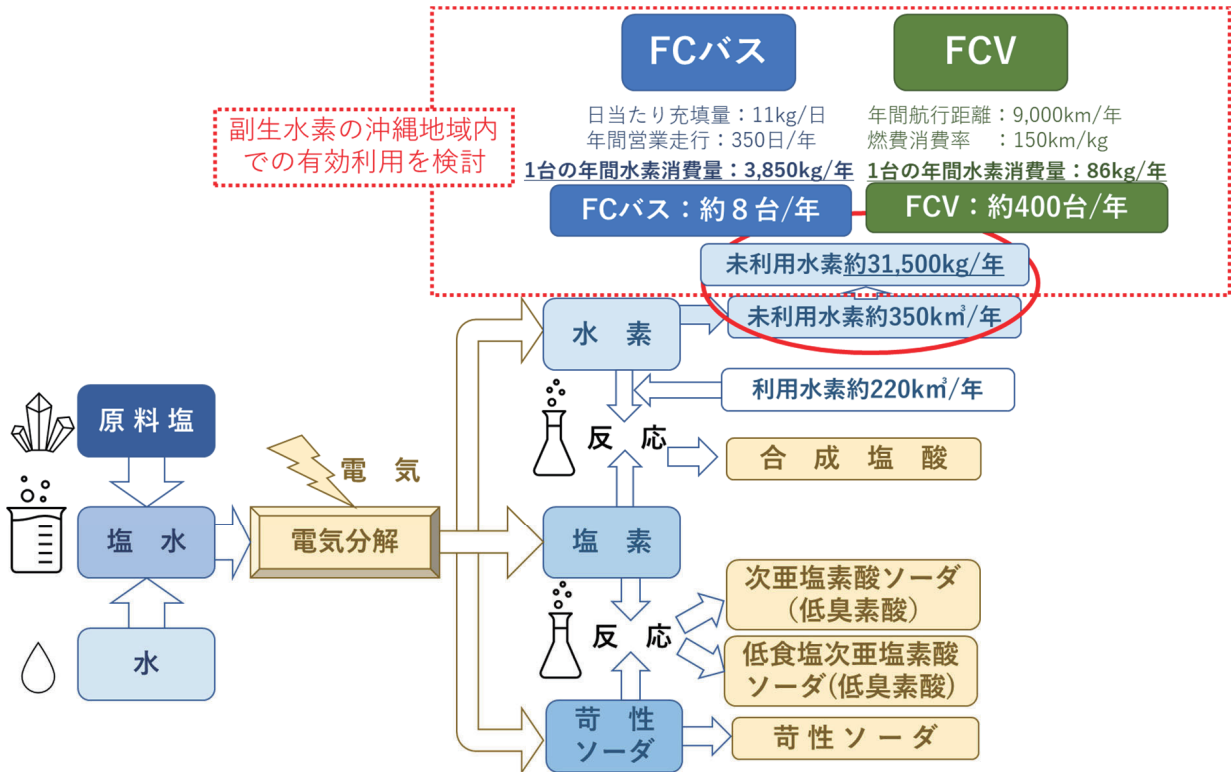 FCバス
FCV
日当たり充填量：11kg/日
年間営業走行：350日/年
1台の年間水素消費量：3,850kg/年
FCバス：約８台/年
年間航行距離：9,000km/年
燃費消費率　：150km/kg
1台の年間水素消費量：86kg/年
FCV：約400台/年
副生水素の沖縄地域内
での有効利用を検討
未利用水素約31,500kg/年
未利用水素約350k㎥/年
水　素
利用水素約220k㎥/年
反　応
合　成　塩　酸
原 料 塩
電　気
塩　水
電気分解
塩　素
水
反　応
次亜塩素酸ソーダ
(低臭素酸)
低食塩次亜塩素酸
ソーダ(低臭素酸)
苛　性
ソーダ
苛 性 ソ ー ダ